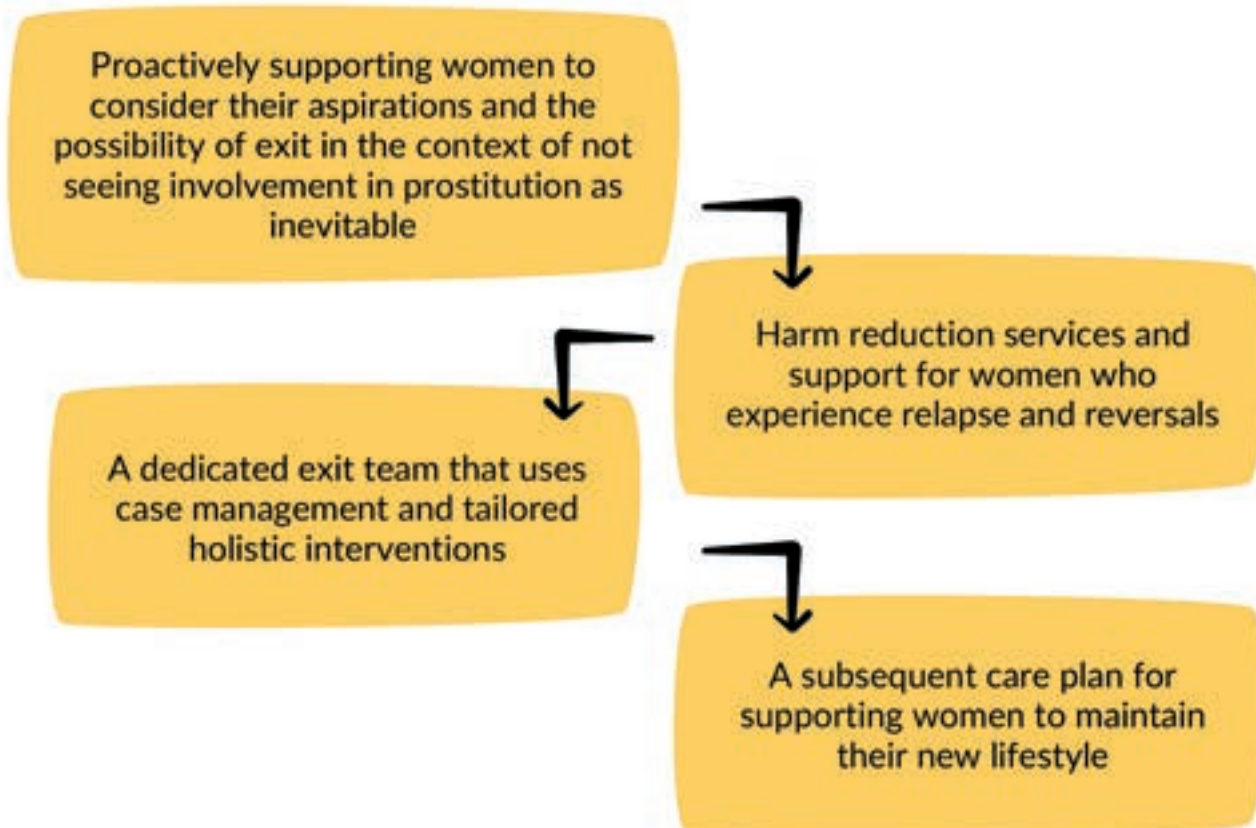 Proactively supporting women to
consider their aspirations and the
possibility of exit in the context of not
seeing involvement in prostitution as
inevitable
Harm reduction services and
support for women who
experience relapse and reversals
A dedicated exit team that uses
case management and tailored
holistic interventions
A subsequent care plan for
supporting women to maintain
their new lifestyle